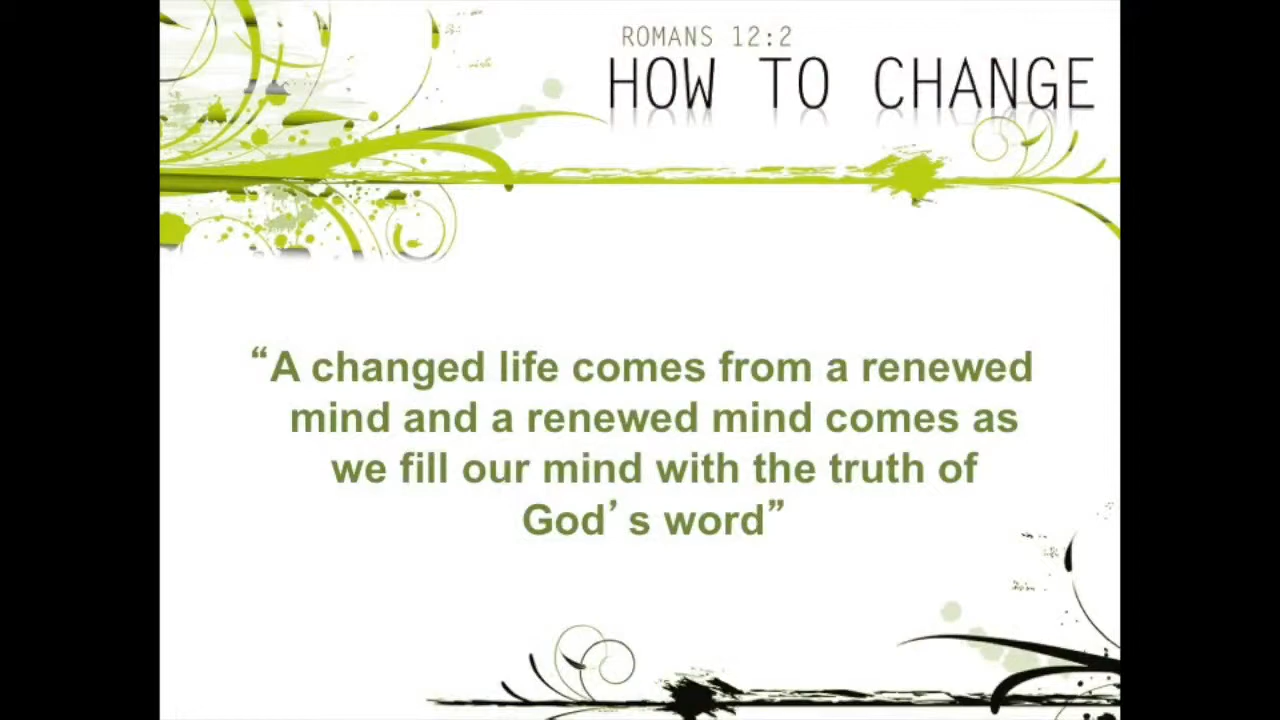 ROMANS 12:2
HOW TO CHANGE
“A changed life comes from a renewed
mind and a renewed mind comes as
we fill our mind with the truth of
God’s word”